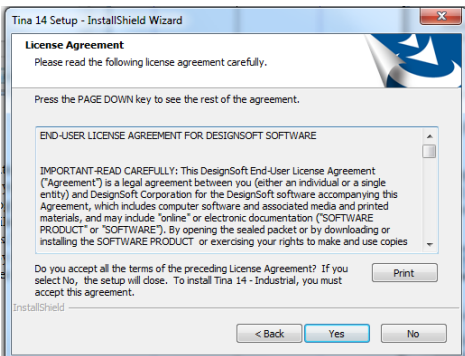 Tina 14 Setup - InstallShield Wizard
License Agreement
Please read the following license agreement carefully.
Press the PAGE DOWN key to see the rest of the agreement.
END-USER LICENSE AGREEMENT FOR DESIGNSOFT SOFTWARE
IMPORTANT-READ CAREFULLY: This DesignSoft End-User License Agreement
("Agreement") is a legal agreement between you (either an individual or a single
entity) and DesignSoft Corporation for the DesignSoft software accompanying this
Agreement, which includes computer software and associated media and printed
materials, and may include "online" or electronic documentation ("SOFTWARE
PRODUCT" or "SOFTWARE"). By opening the sealed packet or by downloading or
installing the SOFTWARE PRODUCT or exercising your rights to make and use copies
Do you accept all the terms of the preceding License Agreement? If you
select No, the setup will close. To install Tina 14 - Industrial, you must
accept this agreement.
Print
InstallShield
< Back
Yes
No